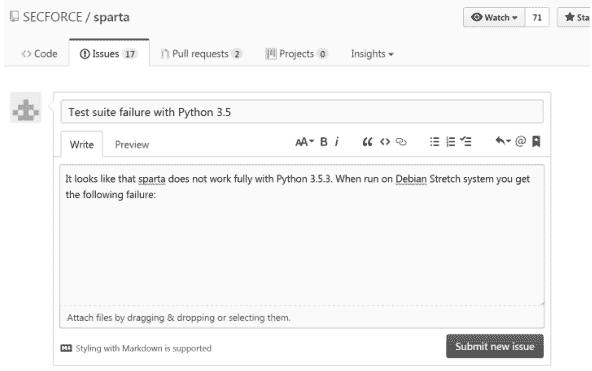 SECFORCE / sparta
Watch 71 Sta
Code Issues 17 Pull requests 2 Projects 0 Insights
Test suite failure with Python 3.5
Write Preview AA B i
It looks like that sparta does not work fully with Python 3.5.3. When run on Debian Stretch system you get
the following failure:
Attach files by dragging & dropping or selecting them.
Styling with Markdown is supported
Submit new issue